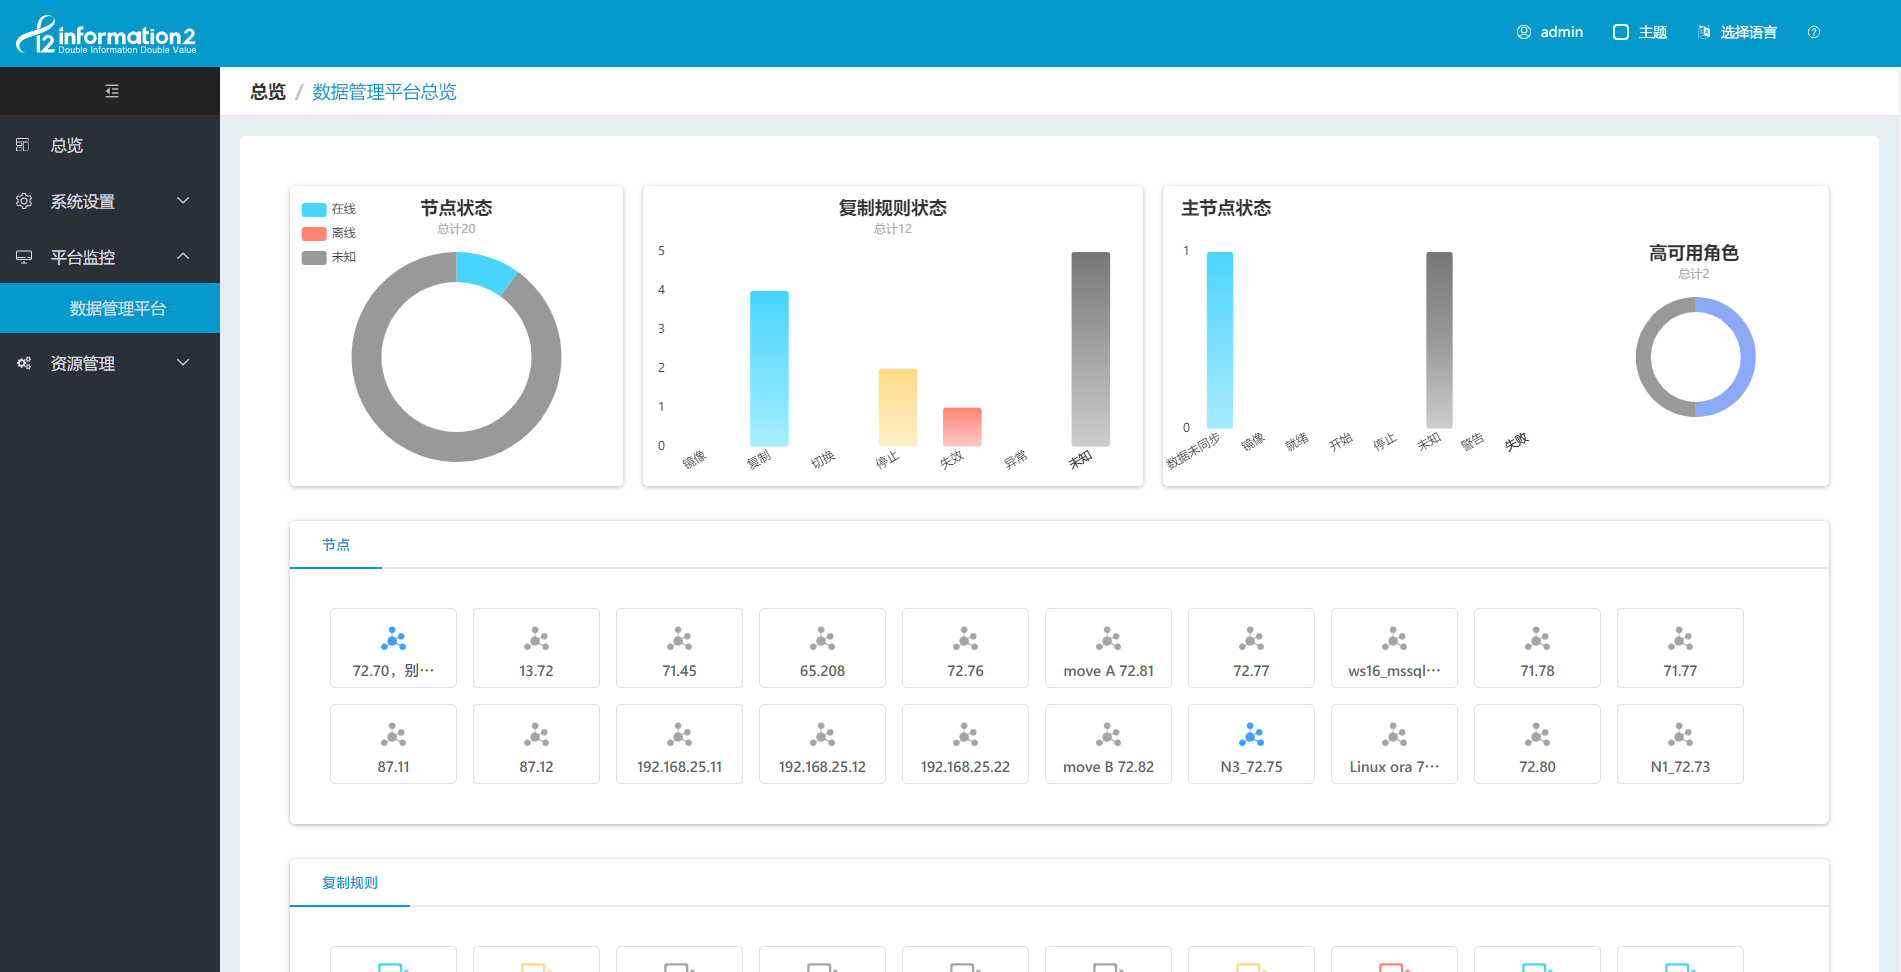 information2
Double Information Double Value
admin
主题
选择语言
总览 / 数据管理平台总览
总览
系统设置
平台监控
数据管理平台
资源管理
在线
离线
未知
节点状态
总计20
复制规则状态
总计12
5
4
3
2
1
0
镜像
复制
切换
停止
失效
异常
未知
主节点状态
1
0
数据未同步
镜像
就绪
开始
停止
未知
警告
失败
高可用角色
总计2
节点
72.70，别···
13.72
71.45
65.208
72.76
move A 72.81
72.77
ws16_mssql···
71.78
71.77
87.11
87.12
192.168.25.11
192.168.25.12
192.168.25.22
move B 72.82
N3_72.75
Linux ora 7···
72.80
N1_72.73
复制规则